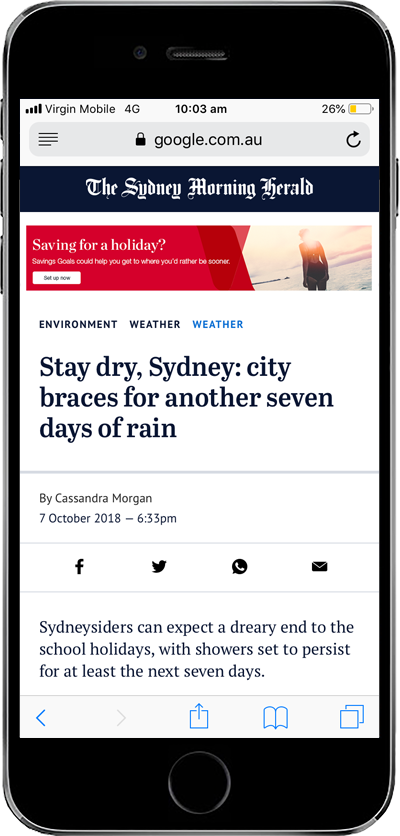 Virgin Mobile 4G 10:03 am 26%
google.com.au
The Sydney Morning Herald
Saving for a holiday?
Savings Goals could help you get to where you'd rather be sooner.
Set up now
ENVIRONMENT WEATHER WEATHER
Stay dry, Sydney: city
braces for another seven
days of rain
By Cassandra Morgan
7 October 2018 — 6:33pm
Sydneysiders can expect a dreary end to the
school holidays, with showers set to persist
for at least the next seven days.